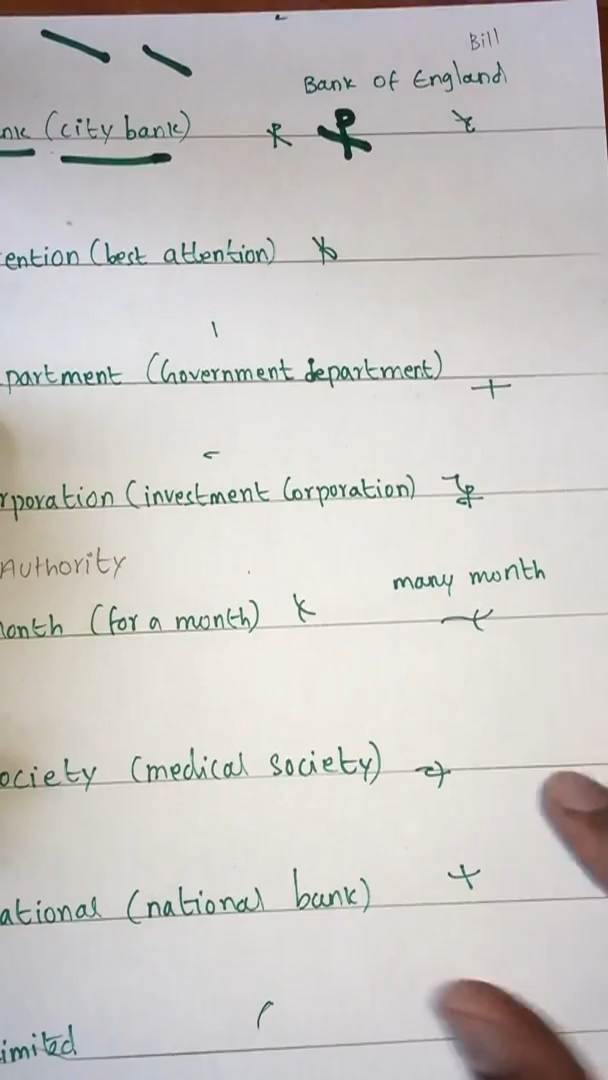 Bill
Bank of England
nk (city bank)
ention (best attention)
partment (Government department)
rporation (investment Corporation)
Authority
many month
onth (for a month)
ociety (medical society)
ational (national bank)
imited